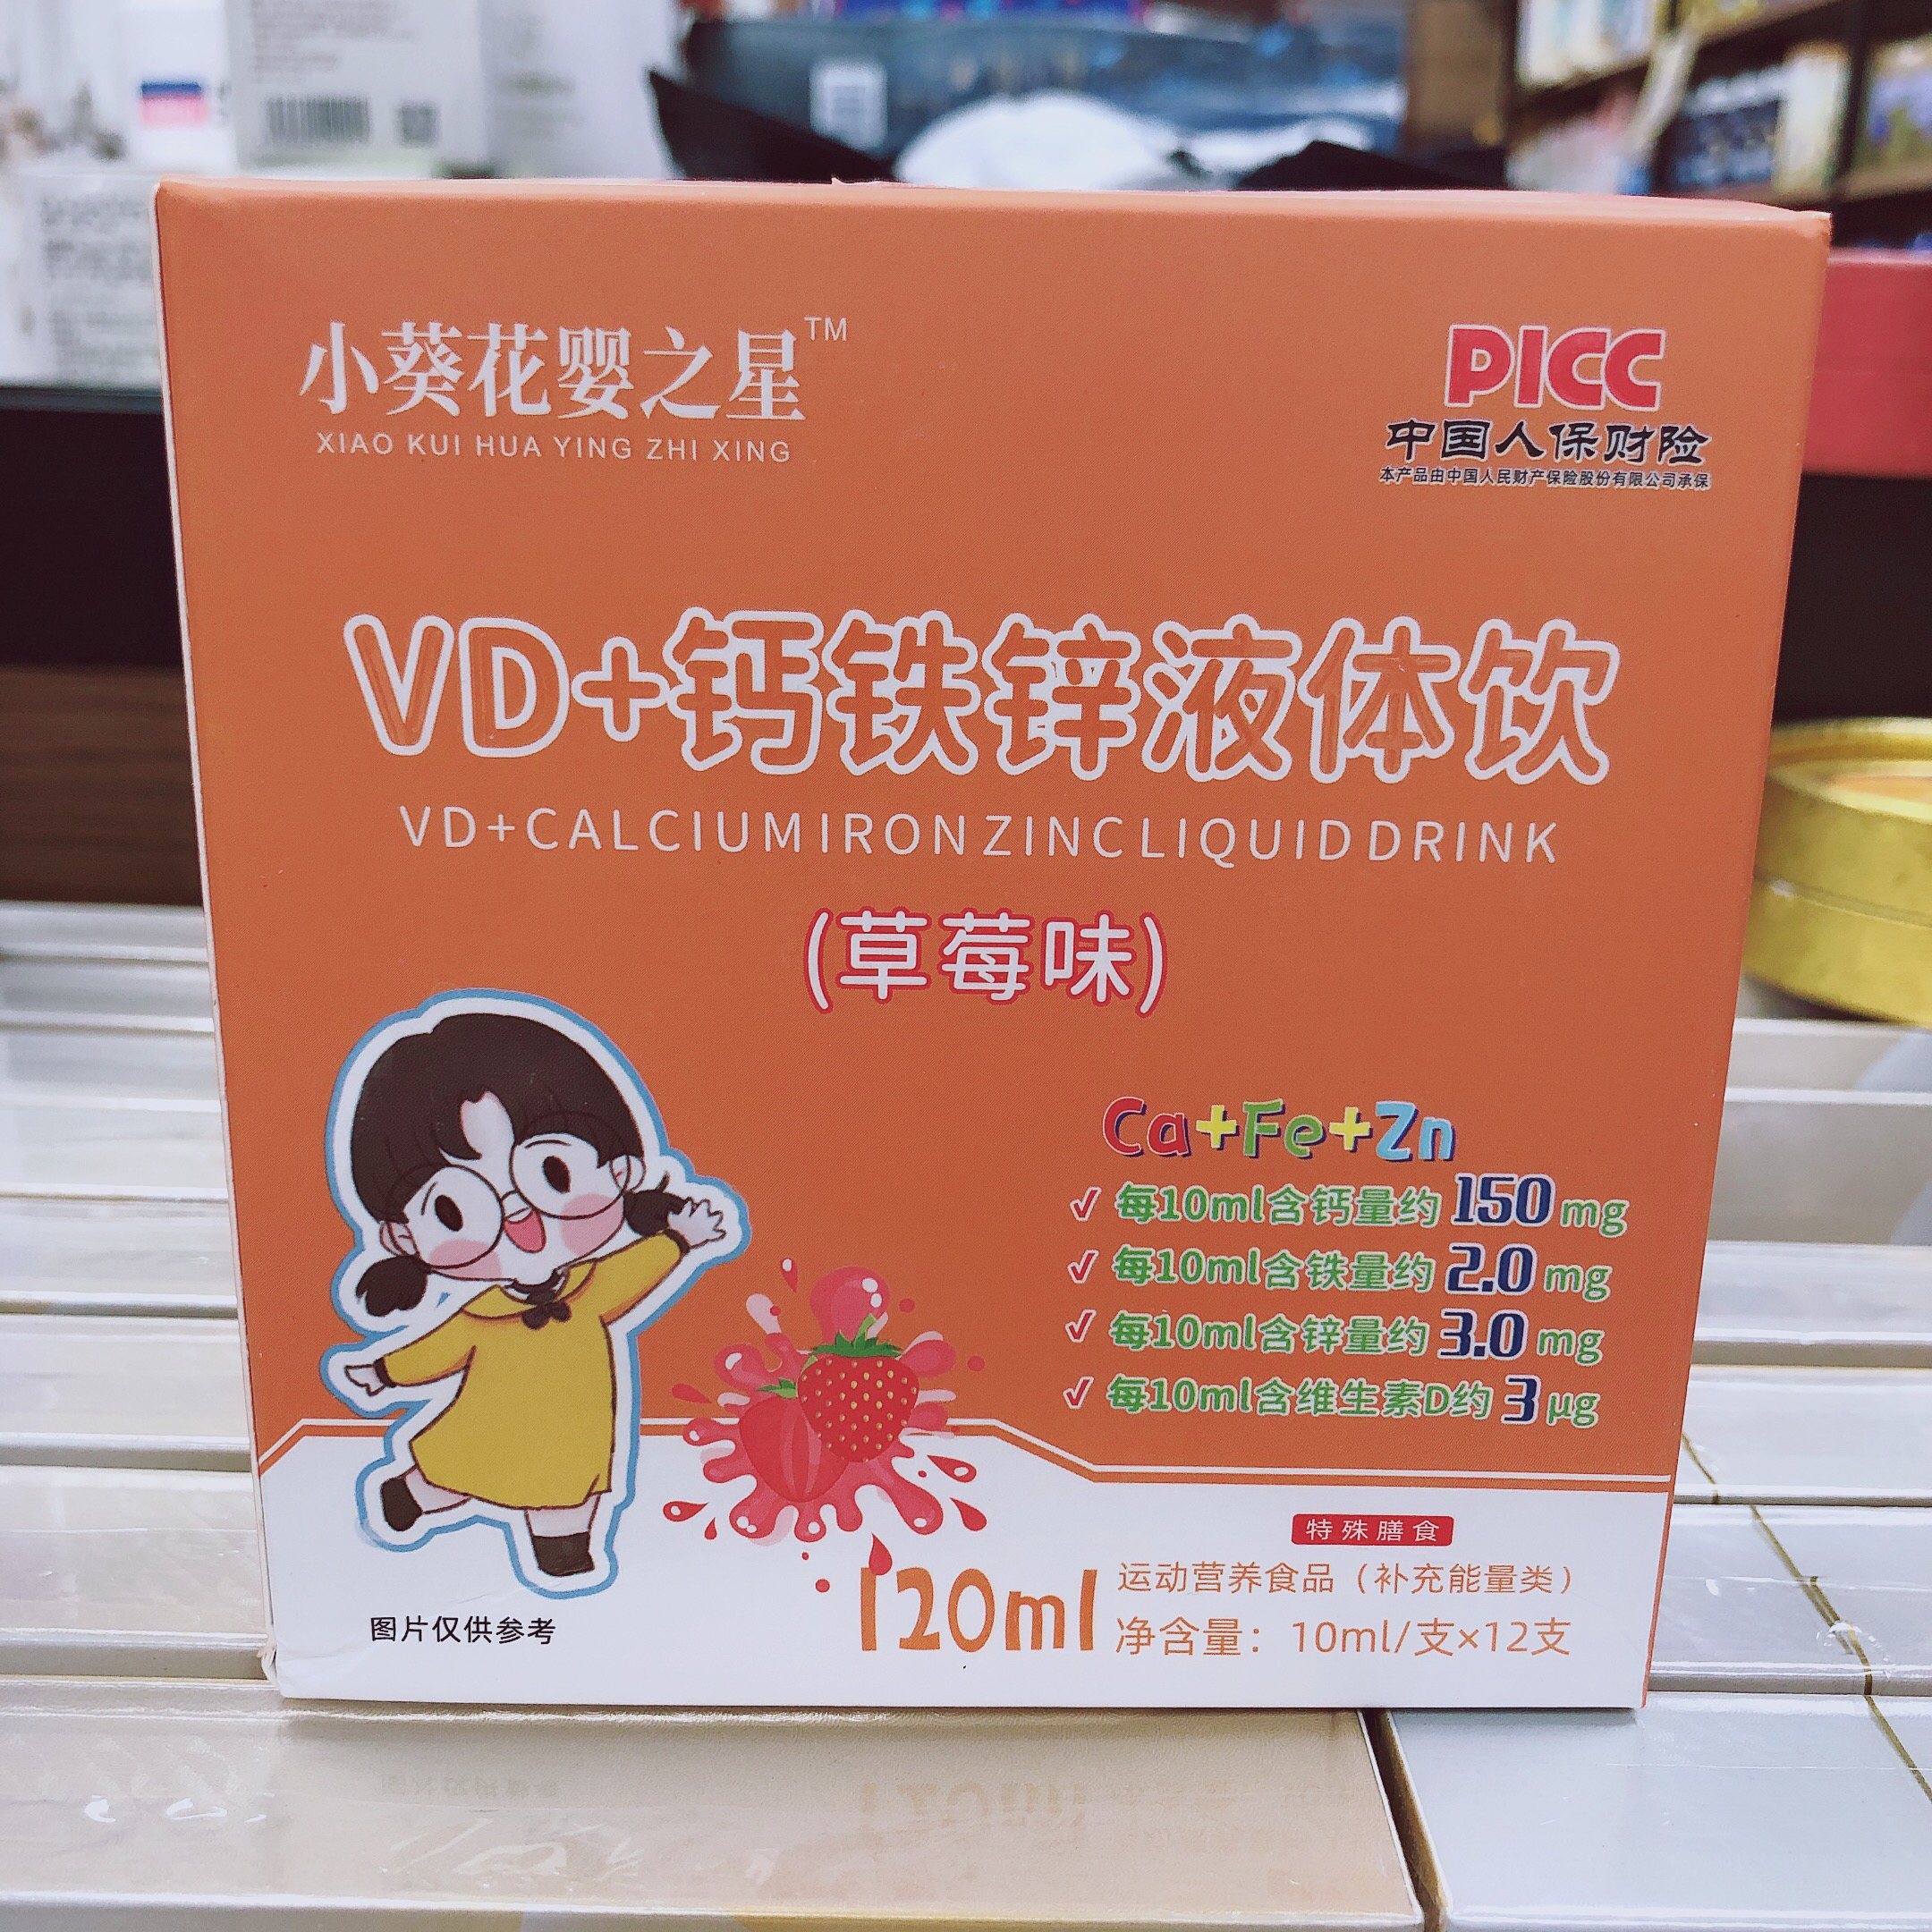 小葵花婴之星™
XIAO KUI HUA YING ZHI XING
PICC
中国人保财险
本产品由中国人民财产保险股份有限公司承保
VD+钙铁锌液体饮
VD+CALCIUMIRONZINCLIQUIDDRINK
(草莓味)
Ca+Fe+Zn
✓ 每10ml含钙量约 150 mg
✓ 每10ml含铁量约 2.0 mg
✓ 每10ml含锌量约 3.0 mg
✓ 每10ml含维生素D约 3 μg
特殊膳食
120ml
运动营养食品（补充能量类）
净含量：10ml/支×12支
图片仅供参考